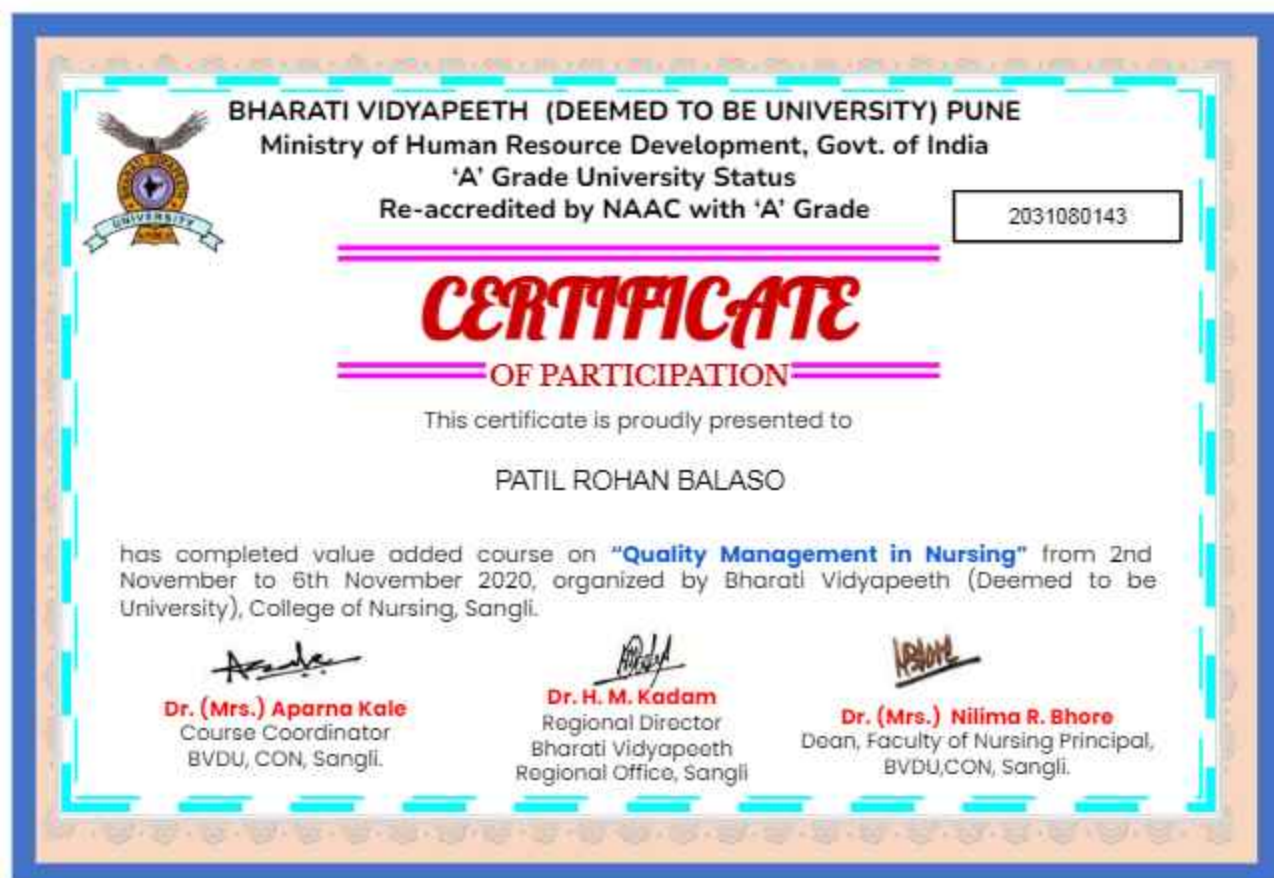 BHARATI VIDYAPEETH (DEEMED TO BE UNIVERSITY) PUNE
Ministry of Human Resource Development, Govt. of India
‘A’ Grade University Status
Re-accredited by NAAC with ‘A’ Grade
2031080143
BHARATI VIDYAPEETH
UNIVERSITY
CERTIFICATE
OF PARTICIPATION
This certificate is proudly presented to
PATIL ROHAN BALASO
has completed value added course on “Quality Management in Nursing” from 2nd
November to 6th November 2020, organized by Bharati Vidyapeeth (Deemed to be
University), College of Nursing, Sangli.
Dr. (Mrs.) Aparna Kale
Course Coordinator
BVDU, CON, Sangli.
Dr. H. M. Kadam
Regional Director
Bharati Vidyapeeth
Regional Office, Sangli
Dr. (Mrs.) Nilima R. Bhore
Dean, Faculty of Nursing Principal,
BVDU,CON, Sangli.